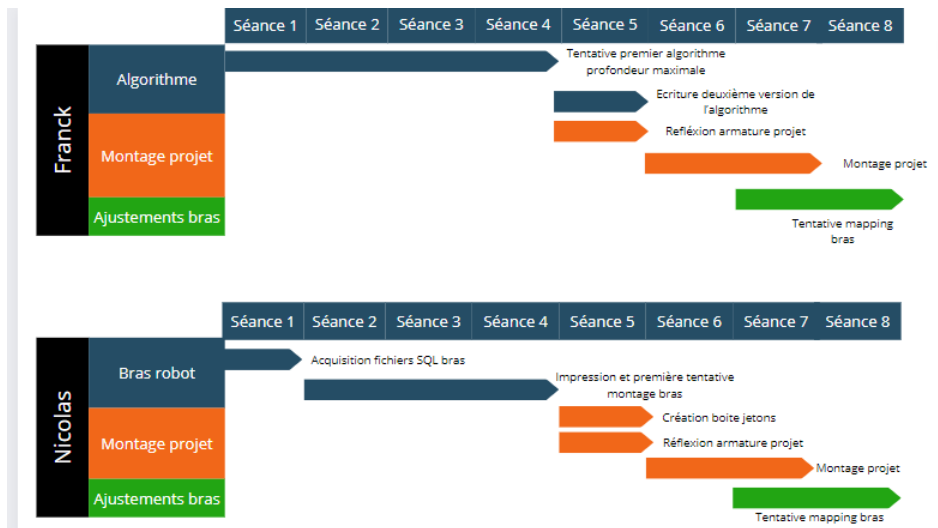 Séance 1 Séance 2 Séance 3 Séance 4 Séance 5 Séance 6 Séance 7 Séance 8
Franck
Algorithme
Tentative premier algorithme
profondeur maximale
Ecriture deuxième version de
l'algorithme
Montage projet
Refléxion armature projet
Montage projet
Ajustements bras
Tentative mapping
bras
Séance 1 Séance 2 Séance 3 Séance 4 Séance 5 Séance 6 Séance 7 Séance 8
Nicolas
Bras robot
Acquisition fichiers SQL bras
Impression et première tentative
montage bras
Montage projet
Création boite jetons
Réflexion armature projet
Montage projet
Ajustements bras
Tentative mapping bras